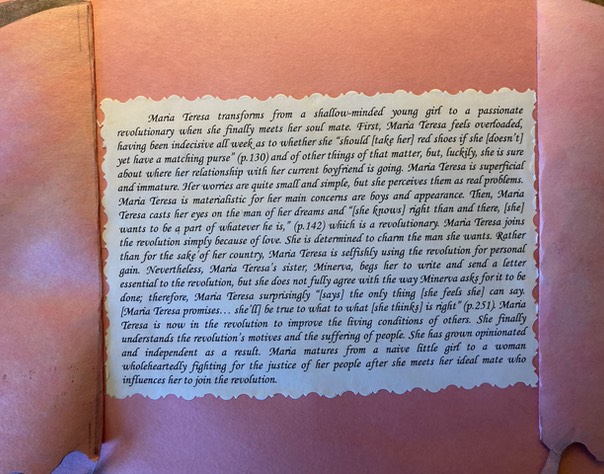 Maria Teresa transforms from a shallow-minded young girl to a passionate
revolutionary when she finally meets her soul mate. First, Maria Teresa feels overloaded,
having been indecisive all week as to whether she "should [take her] red shoes if she [doesn't]
yet have a matching purse" (p.130) and of other things of that matter, but, luckily, she is sure
about where her relationship with her current boyfriend is going. Maria Teresa is superficial
and immature. Her worries are quite small and simple, but she perceives them as real problems.
Maria Teresa is materialistic for her main concerns are boys and appearance. Then, Maria
Teresa casts her eyes on the man of her dreams and "[she knows] right than and there, [she]
wants to be a part of whatever he is," (p.142) which is a revolutionary. Maria Teresa joins
the revolution simply because of love. She is determined to charm the man she wants. Rather
than for the sake of her country, Maria Teresa is selfishly using the revolution for personal
gain. Nevertheless, Maria Teresa's sister, Minerva, begs her to write and send a letter
essential to the revolution, but she does not fully agree with the way Minerva asks for it to be
done; therefore, Maria Teresa surprisingly "[says] the only thing [she feels she] can say.
[Maria Teresa promises... she'll] be true to what to what [she thinks] is right" (p.251). Maria
Teresa is now in the revolution to improve the living conditions of others. She finally
understands the revolution's motives and the suffering of people. She has grown opinionated
and independent as a result. Maria matures from a naive little girl to a woman
wholeheartedly fighting for the justice of her people after she meets her ideal mate who
influences her to join the revolution.